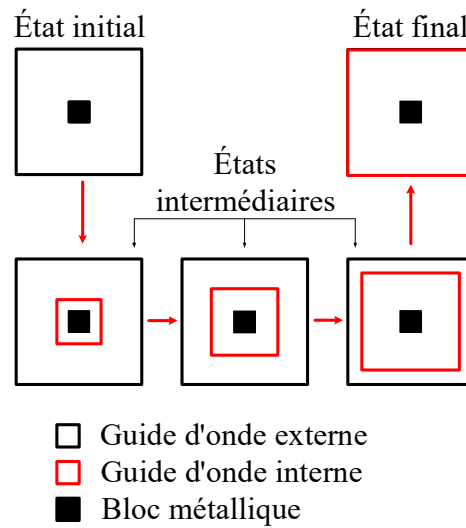 État initial
État final
États
intermédiaires
Guide d'onde externe
Guide d'onde interne
Bloc métallique